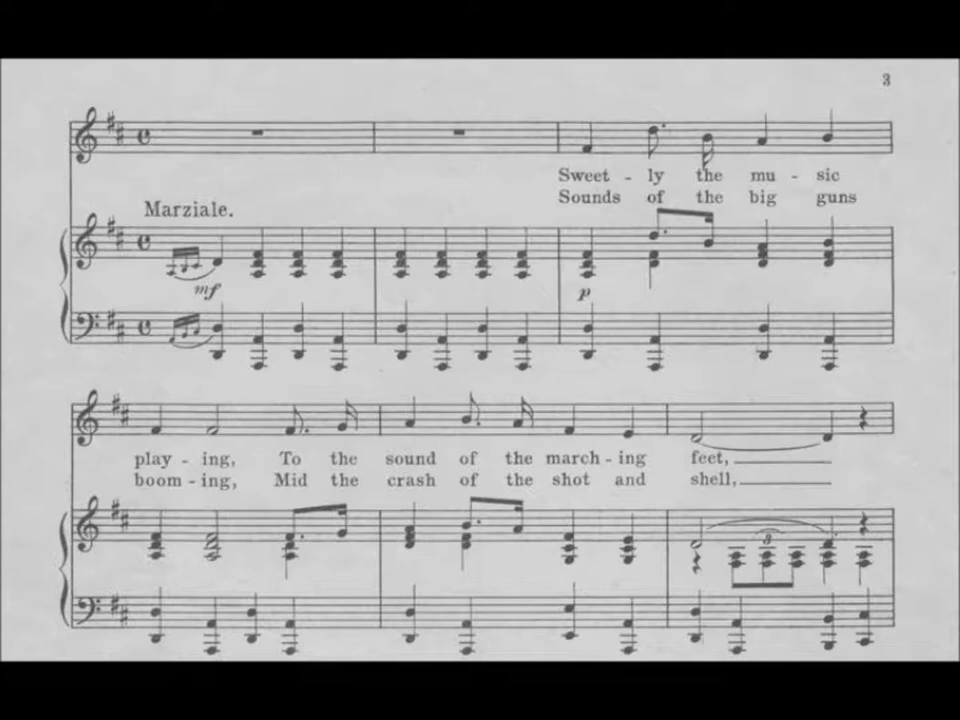 3
Sweet - ly the mu - sic
Sounds of the big guns
Marziale.
mf
p
play - ing, To the sound of the march - ing feet,
boom - ing, Mid the crash of the shot and shell,
3